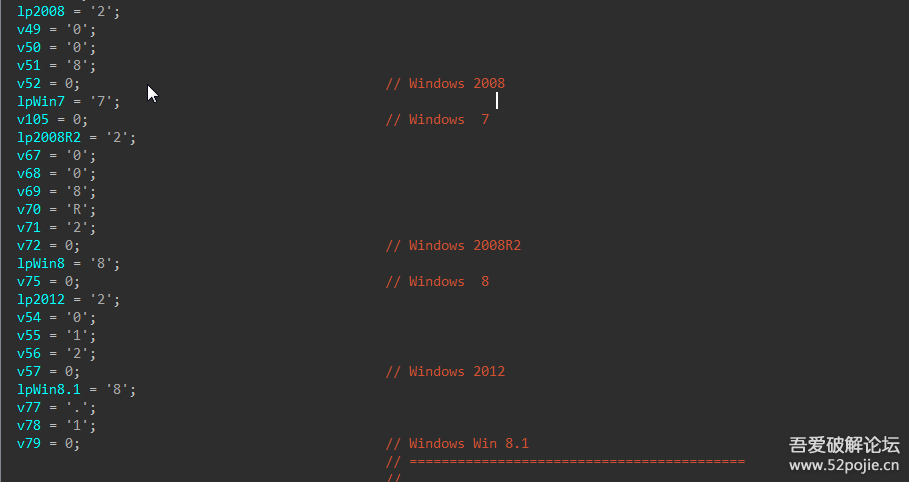 lp2008 = '2';
v49 = '0';
v50 = '0';
v51 = '8';
v52 = 0; // Windows 2008
lpWin7 = '7';
v105 = 0; // Windows  7
lp2008R2 = '2';
v67 = '0';
v68 = '0';
v69 = '8';
v70 = 'R';
v71 = '2';
v72 = 0; // Windows 2008R2
lpWin8 = '8';
v75 = 0; // Windows  8
lp2012 = '2';
v54 = '0';
v55 = '1';
v56 = '2';
v57 = 0; // Windows 2012
lpWin8.1 = '8';
v77 = '.';
v78 = '1';
v79 = 0; // Windows Win 8.1
// ==========================================
//
吾爱破解论坛
www.52pojie.cn